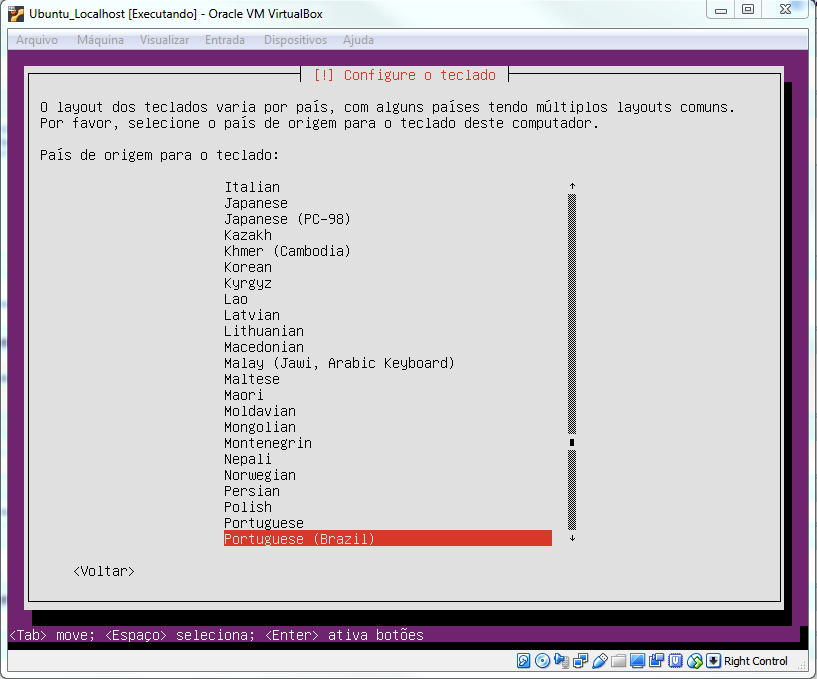 Ubuntu_Localhost [Executando] - Oracle VM VirtualBox
Arquivo Máquina Visualizar Entrada Dispositivos Ajuda
[!] Configure o teclado
O layout dos teclados varia por país, com alguns países tendo múltiplos layouts comuns.
Por favor, selecione o país de origem para o teclado deste computador.
País de origem para o teclado:
Italian
Japanese
Japanese (PC-98)
Kazakh
Khmer (Cambodia)
Korean
Kyrgyz
Lao
Latvian
Lithuanian
Macedonian
Malay (Jawi, Arabic Keyboard)
Maltese
Maori
Moldavian
Mongolian
Montenegrin
Nepali
Norwegian
Persian
Polish
Portuguese
Portuguese (Brazil)
<Voltar>
<Tab> move; <Espaço> seleciona; <Enter> ativa botões
Right Control